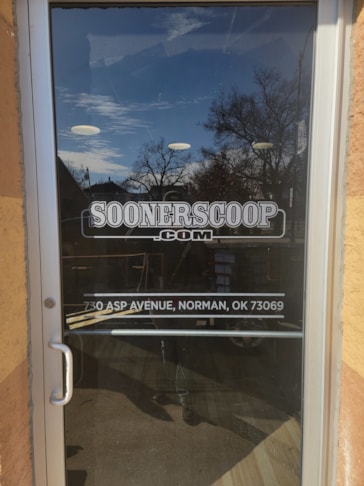 SOONERSCOOP
.COM
730 ASP AVENUE, NORMAN, OK 73069